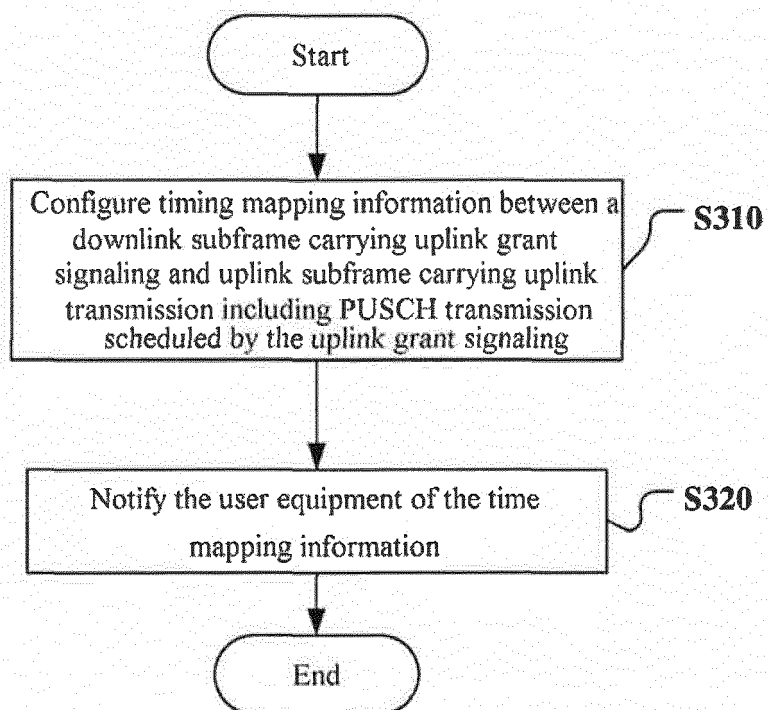 Start
Configure timing mapping information between a
downlink subframe carrying uplink grant
signaling and uplink subframe carrying uplink
transmission including PUSCH transmission
scheduled by the uplink grant signaling
S310
Notify the user equipment of the time
mapping information
S320
End